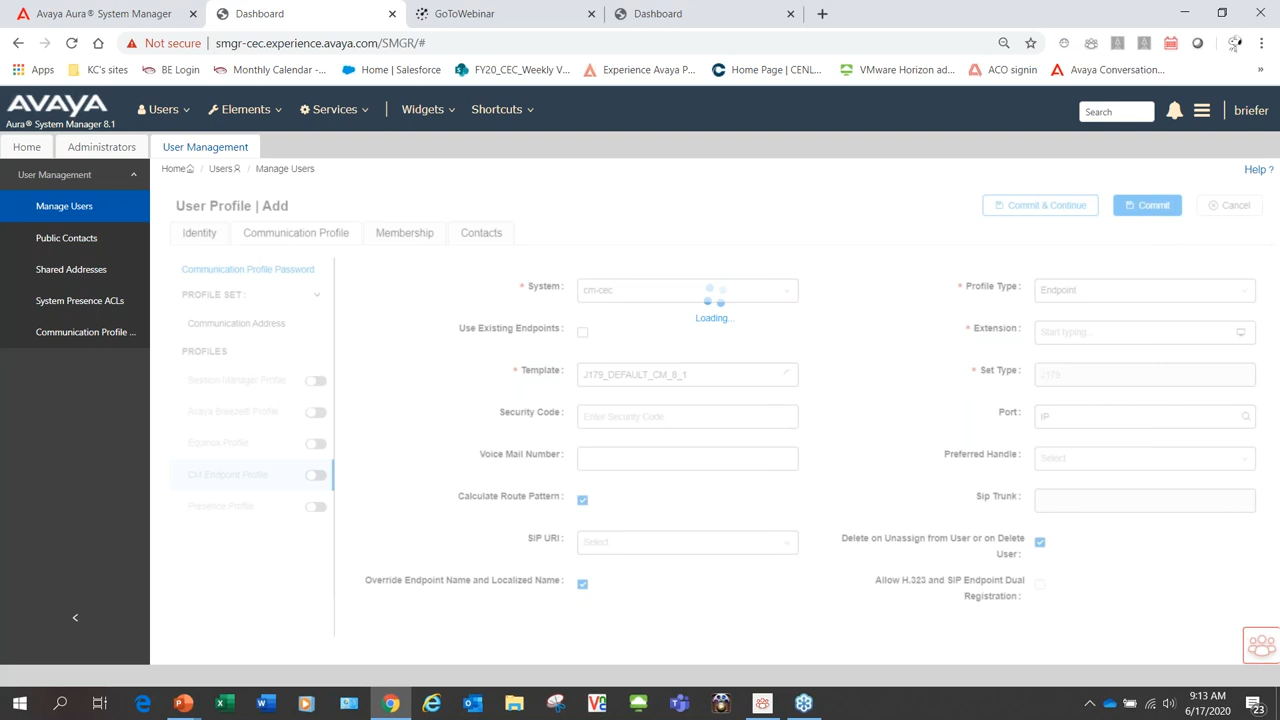 Avaya Aura® System Manager
Dashboard
GoToWebinar
Dashboard
Not secure | smgr-cec.experience.avaya.com/SMGR/#
Apps
KC's sites
BE Login
Monthly Calendar -...
Home | Salesforce
FY20_CEC_Weekly V...
Experience Avaya P...
Home Page | CENL...
VMware Horizon ad...
ACO signin
Avaya Conversation...
»
AVAYA
Aura® System Manager 8.1
Users
Elements
Services
Widgets
Shortcuts
Search
briefer
Home
Administrators
User Management
User Management
Manage Users
Public Contacts
Shared Addresses
System Presence ACLs
Communication Profile ...
Home / Users / Manage Users
Help ?
User Profile | Add
Commit & Continue
Commit
Cancel
Identity
Communication Profile
Membership
Contacts
Communication Profile Password
PROFILE SET :
Communication Address
PROFILES
Session Manager Profile
Avaya Breeze® Profile
Equinox Profile
CM Endpoint Profile
Presence Profile
* System : cm-cec
* Profile Type : Endpoint
Loading...
Use Existing Endpoints :
* Extension : Start typing...
* Template : J179_DEFAULT_CM_8_1
* Set Type : J179
Security Code : Enter Security Code
Port : IP
Voice Mail Number :
Preferred Handle : Select
Calculate Route Pattern :
Sip Trunk :
SIP URI : Select
Delete on Unassign from User or on Delete
User :
Override Endpoint Name and Localized Name :
Allow H.323 and SIP Endpoint Dual
Registration :
9:13 AM
6/17/2020
23